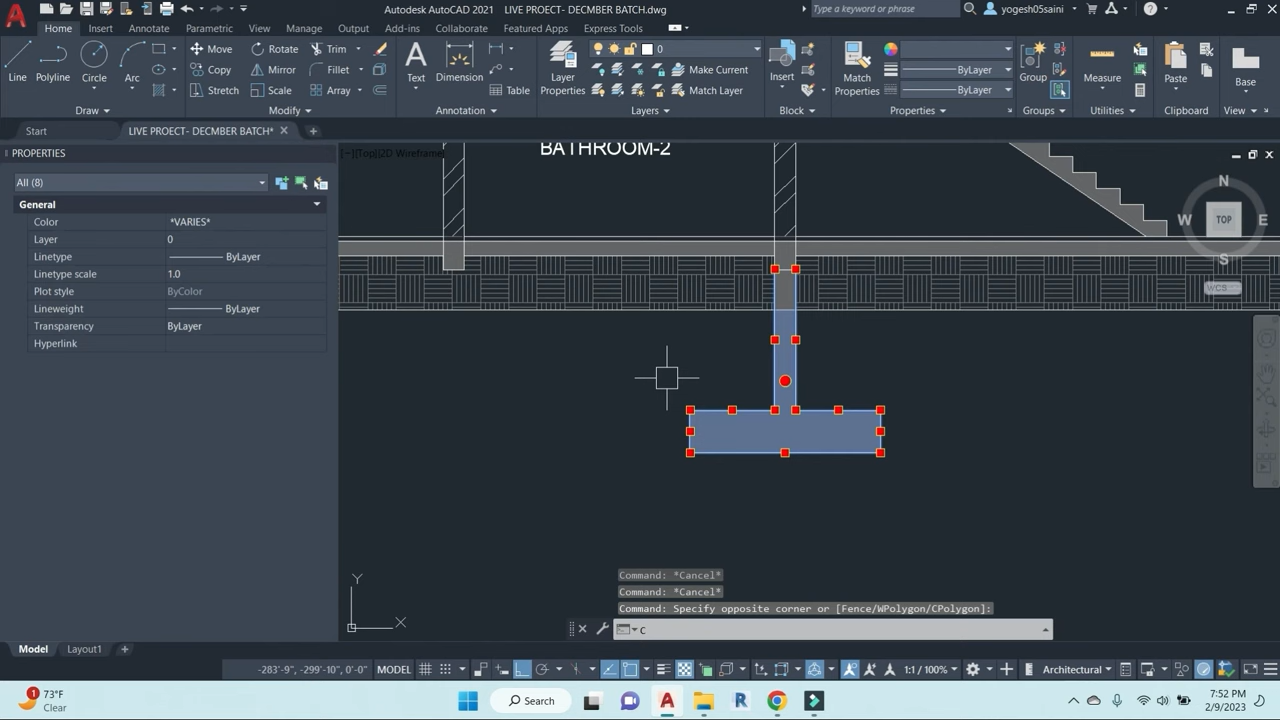 Autodesk AutoCAD 2021 LIVE PROECT- DECMBER BATCH.dwg
Type a keyword or phrase
yogesh05saini
Home Insert Annotate Parametric View Manage Output Add-ins Collaborate Express Tools Featured Apps
Line Polyline Circle Arc
Move Rotate Trim
Copy Mirror Fillet
Stretch Scale Array
Text Dimension
Table
Layer Properties
0
Make Current
Match Layer
Insert
Match Properties
ByLayer
ByLayer
Group
Measure
Paste
Base
Draw Modify Annotation Layers Block Properties Groups Utilities Clipboard View
Start LIVE PROECT- DECMBER BATCH*
PROPERTIES
[−][Top][2D Wireframe]
BATHROOM-2
All (8)
General
Color *VARIES*
Layer 0
Linetype ByLayer
Linetype scale 1.0
Plot style ByColor
Lineweight ByLayer
Transparency ByLayer
Hyperlink
N
W TOP E
S
WCS
Y
X
Command: *Cancel*
Command: *Cancel*
Command: Specify opposite corner or [Fence/WPolygon/CPolygon]:
C
Model Layout1
-283'-9", -299'-10", 0'-0" MODEL
1:1 / 100%
Architectural
1
73°F
Clear
Search
7:52 PM
2/9/2023